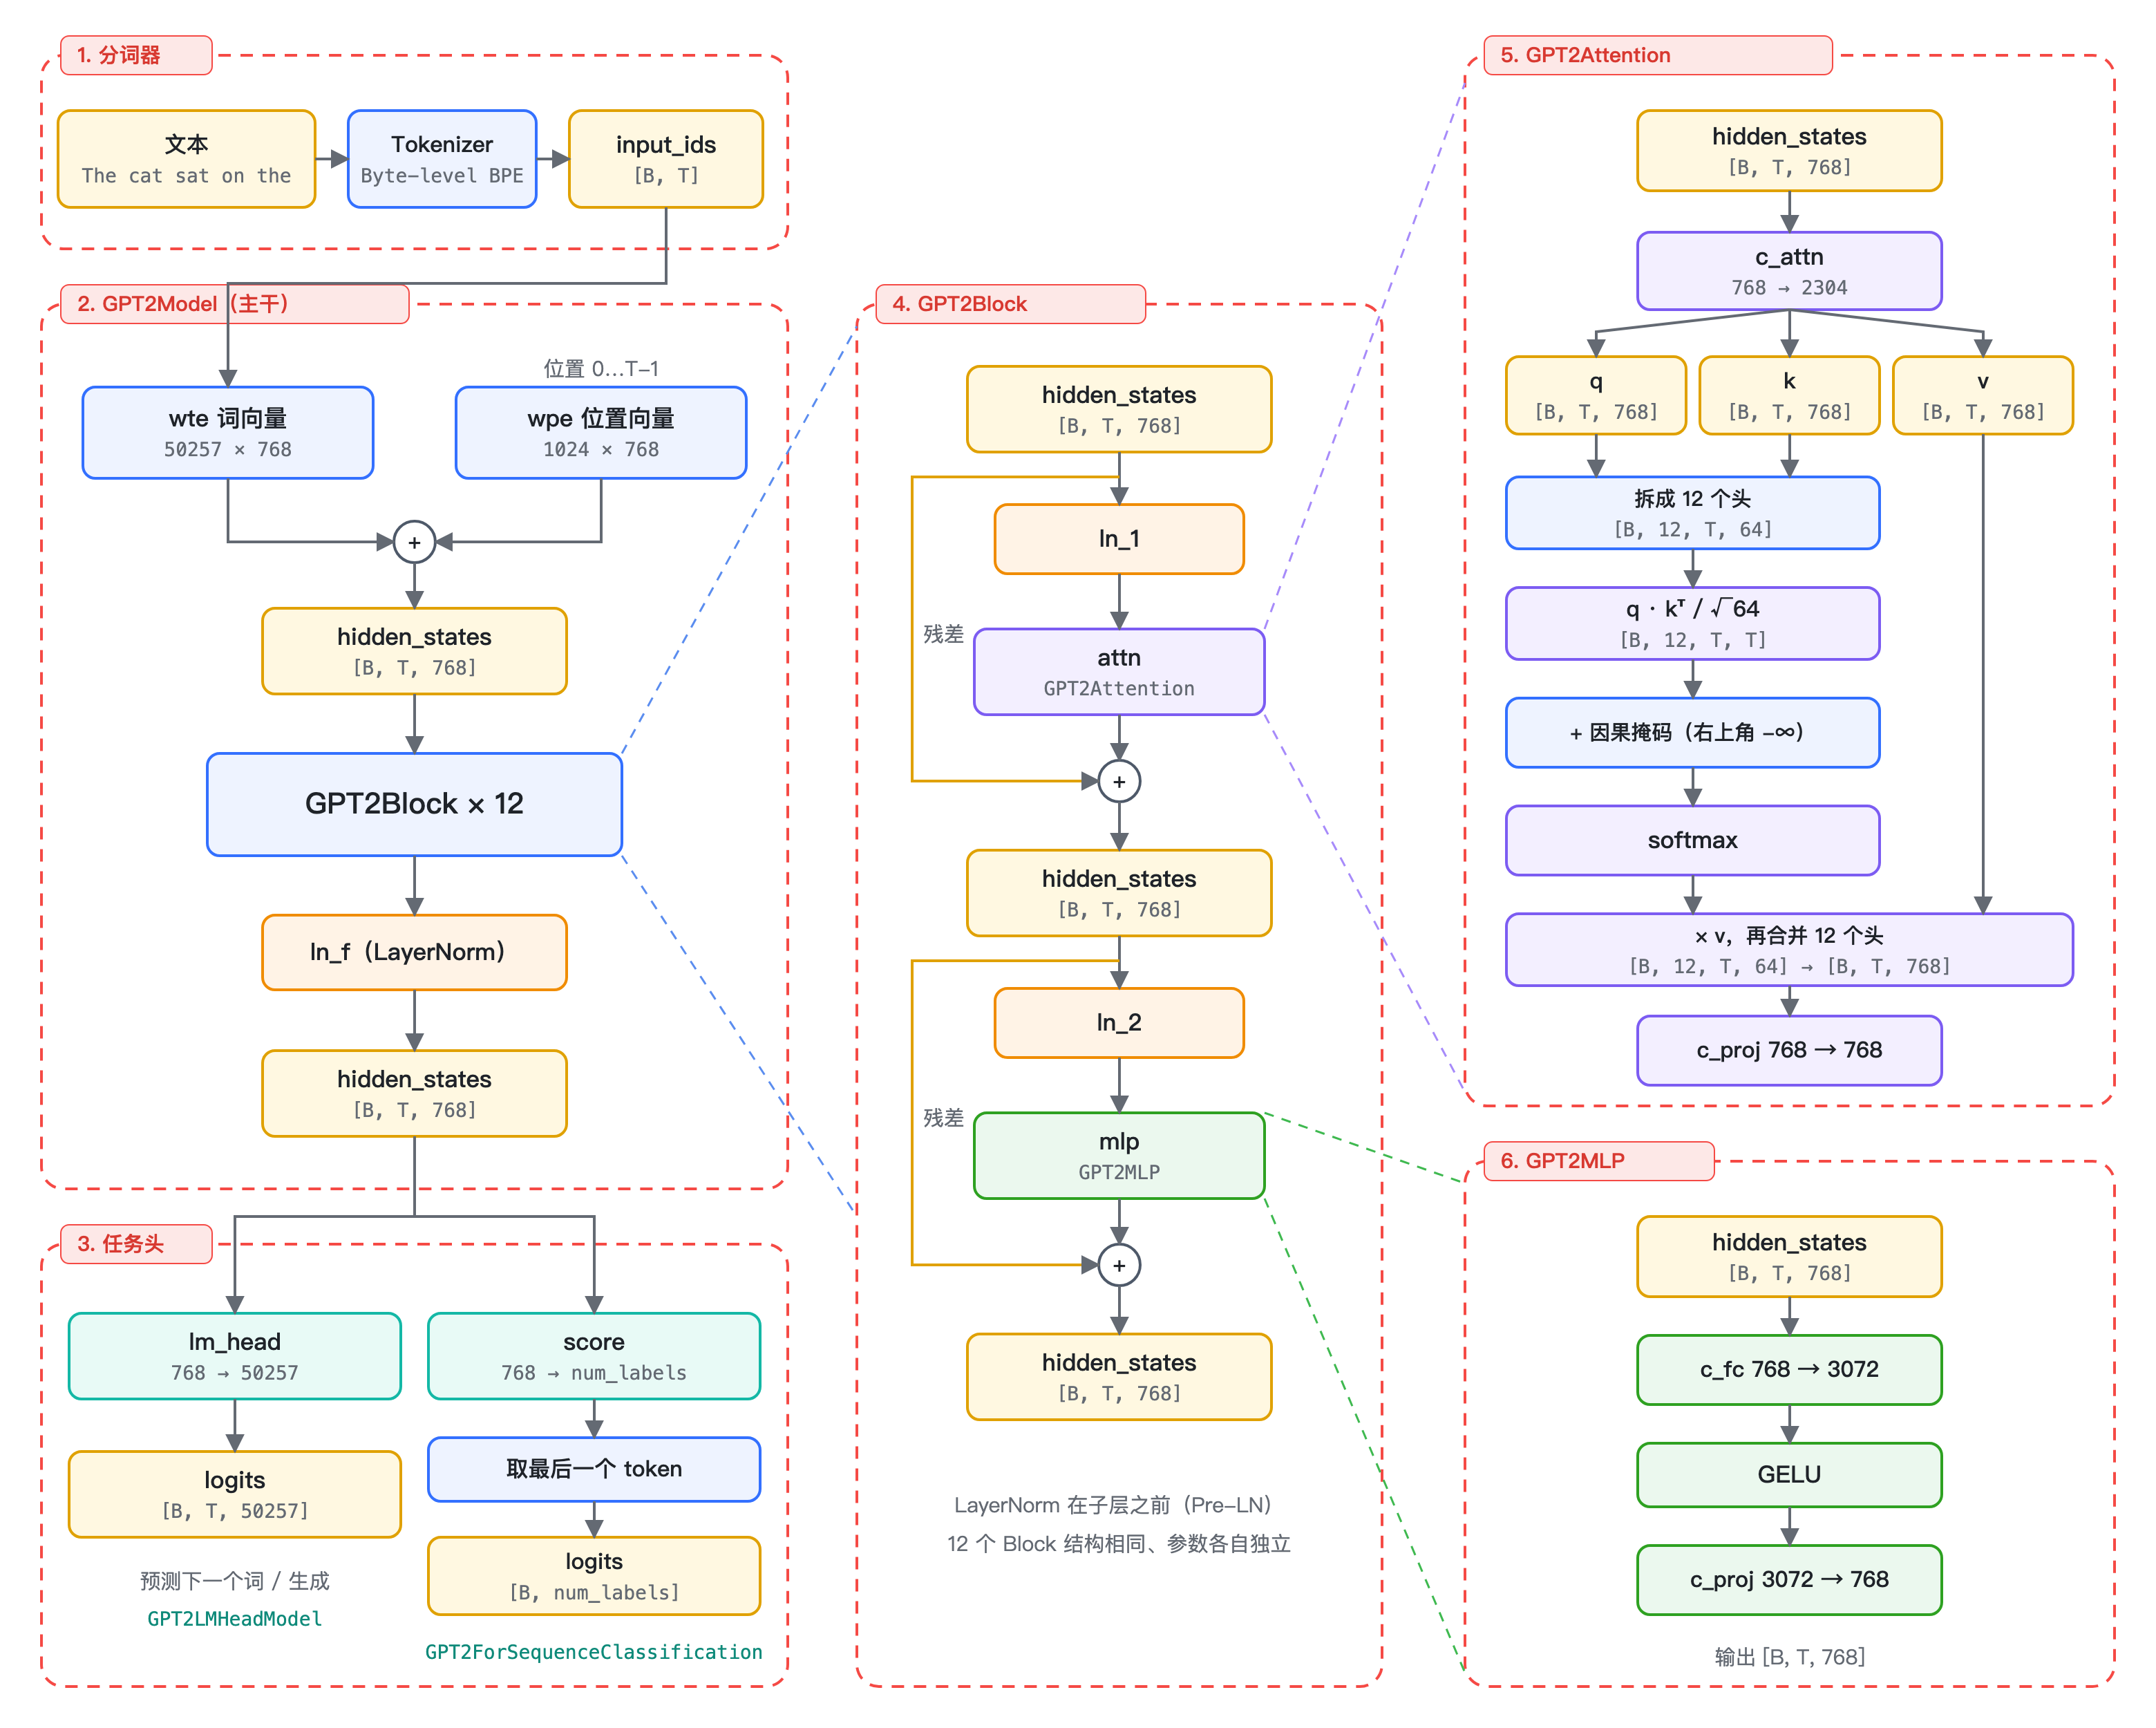 1. 分词器
文本
The cat sat on the
Tokenizer
Byte-level BPE
input_ids
[B, T]
2. GPT2Model（主干）
位置 0…T-1
wte 词向量
50257 × 768
wpe 位置向量
1024 × 768
+
hidden_states
[B, T, 768]
GPT2Block × 12
ln_f（LayerNorm）
hidden_states
[B, T, 768]
3. 任务头
lm_head
768 → 50257
logits
[B, T, 50257]
预测下一个词 / 生成
GPT2LMHeadModel
score
768 → num_labels
取最后一个 token
logits
[B, num_labels]
GPT2ForSequenceClassification
4. GPT2Block
hidden_states
[B, T, 768]
ln_1
残差
attn
GPT2Attention
+
hidden_states
[B, T, 768]
ln_2
残差
mlp
GPT2MLP
+
hidden_states
[B, T, 768]
LayerNorm 在子层之前（Pre-LN）
12 个 Block 结构相同、参数各自独立
5. GPT2Attention
hidden_states
[B, T, 768]
c_attn
768 → 2304
q
[B, T, 768]
k
[B, T, 768]
v
[B, T, 768]
拆成 12 个头
[B, 12, T, 64]
q · kᵀ / √64
[B, 12, T, T]
+ 因果掩码（右上角 -∞）
softmax
× v，再合并 12 个头
[B, 12, T, 64] → [B, T, 768]
c_proj 768 → 768
6. GPT2MLP
hidden_states
[B, T, 768]
c_fc 768 → 3072
GELU
c_proj 3072 → 768
输出 [B, T, 768]